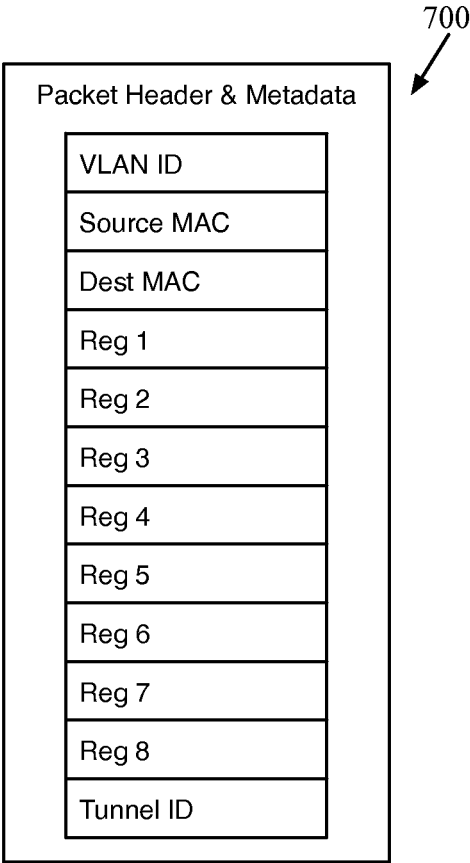 700
Packet Header & Metadata
VLAN ID
Source MAC
Dest MAC
Reg 1
Reg 2
Reg 3
Reg 4
Reg 5
Reg 6
Reg 7
Reg 8
Tunnel ID